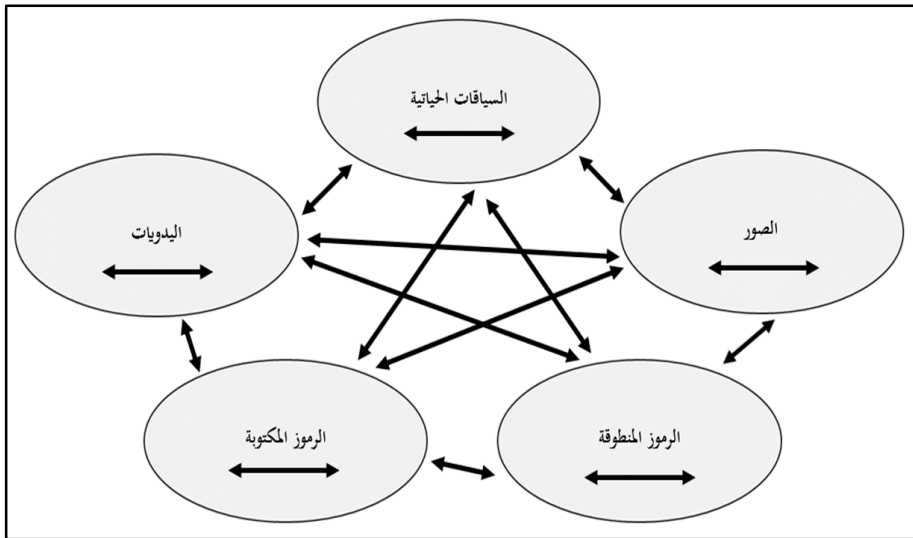 السياقات الحياتية
الصور
اليدويات
الرموز المنطوقة
الرموز المكتوبة